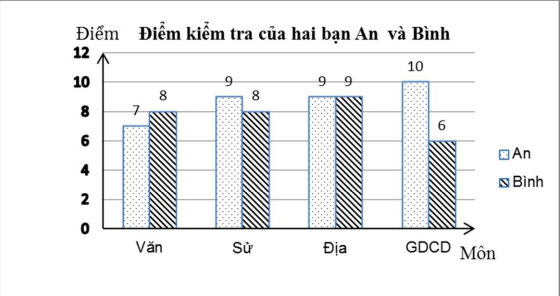 Điểm
Điểm kiểm tra của hai bạn An và Bình
12
10
8
6
4
2
0
7
8
9
8
9
9
10
6
Văn
Sử
Địa
GDCD
Môn
An
Bình